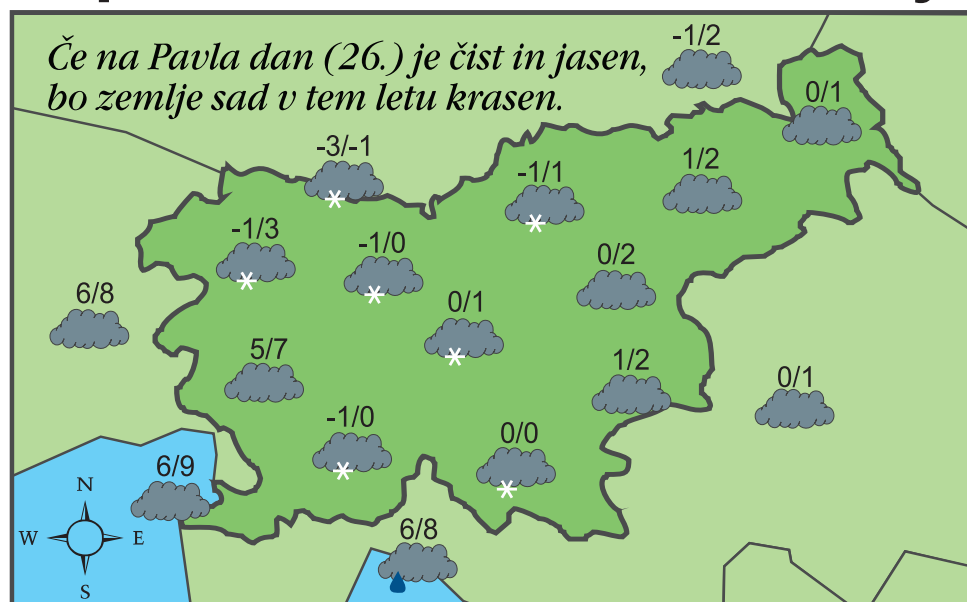 Če na Pavla dan (26.) je čist in jasen,
bo zemlje sad v tem letu krasen.
-1/2
0/1
-3/-1
-1/1
1/2
-1/3
-1/0
0/2
6/8
0/1
5/7
1/2
0/1
-1/0
0/0
6/9
6/8
N
W
E
S